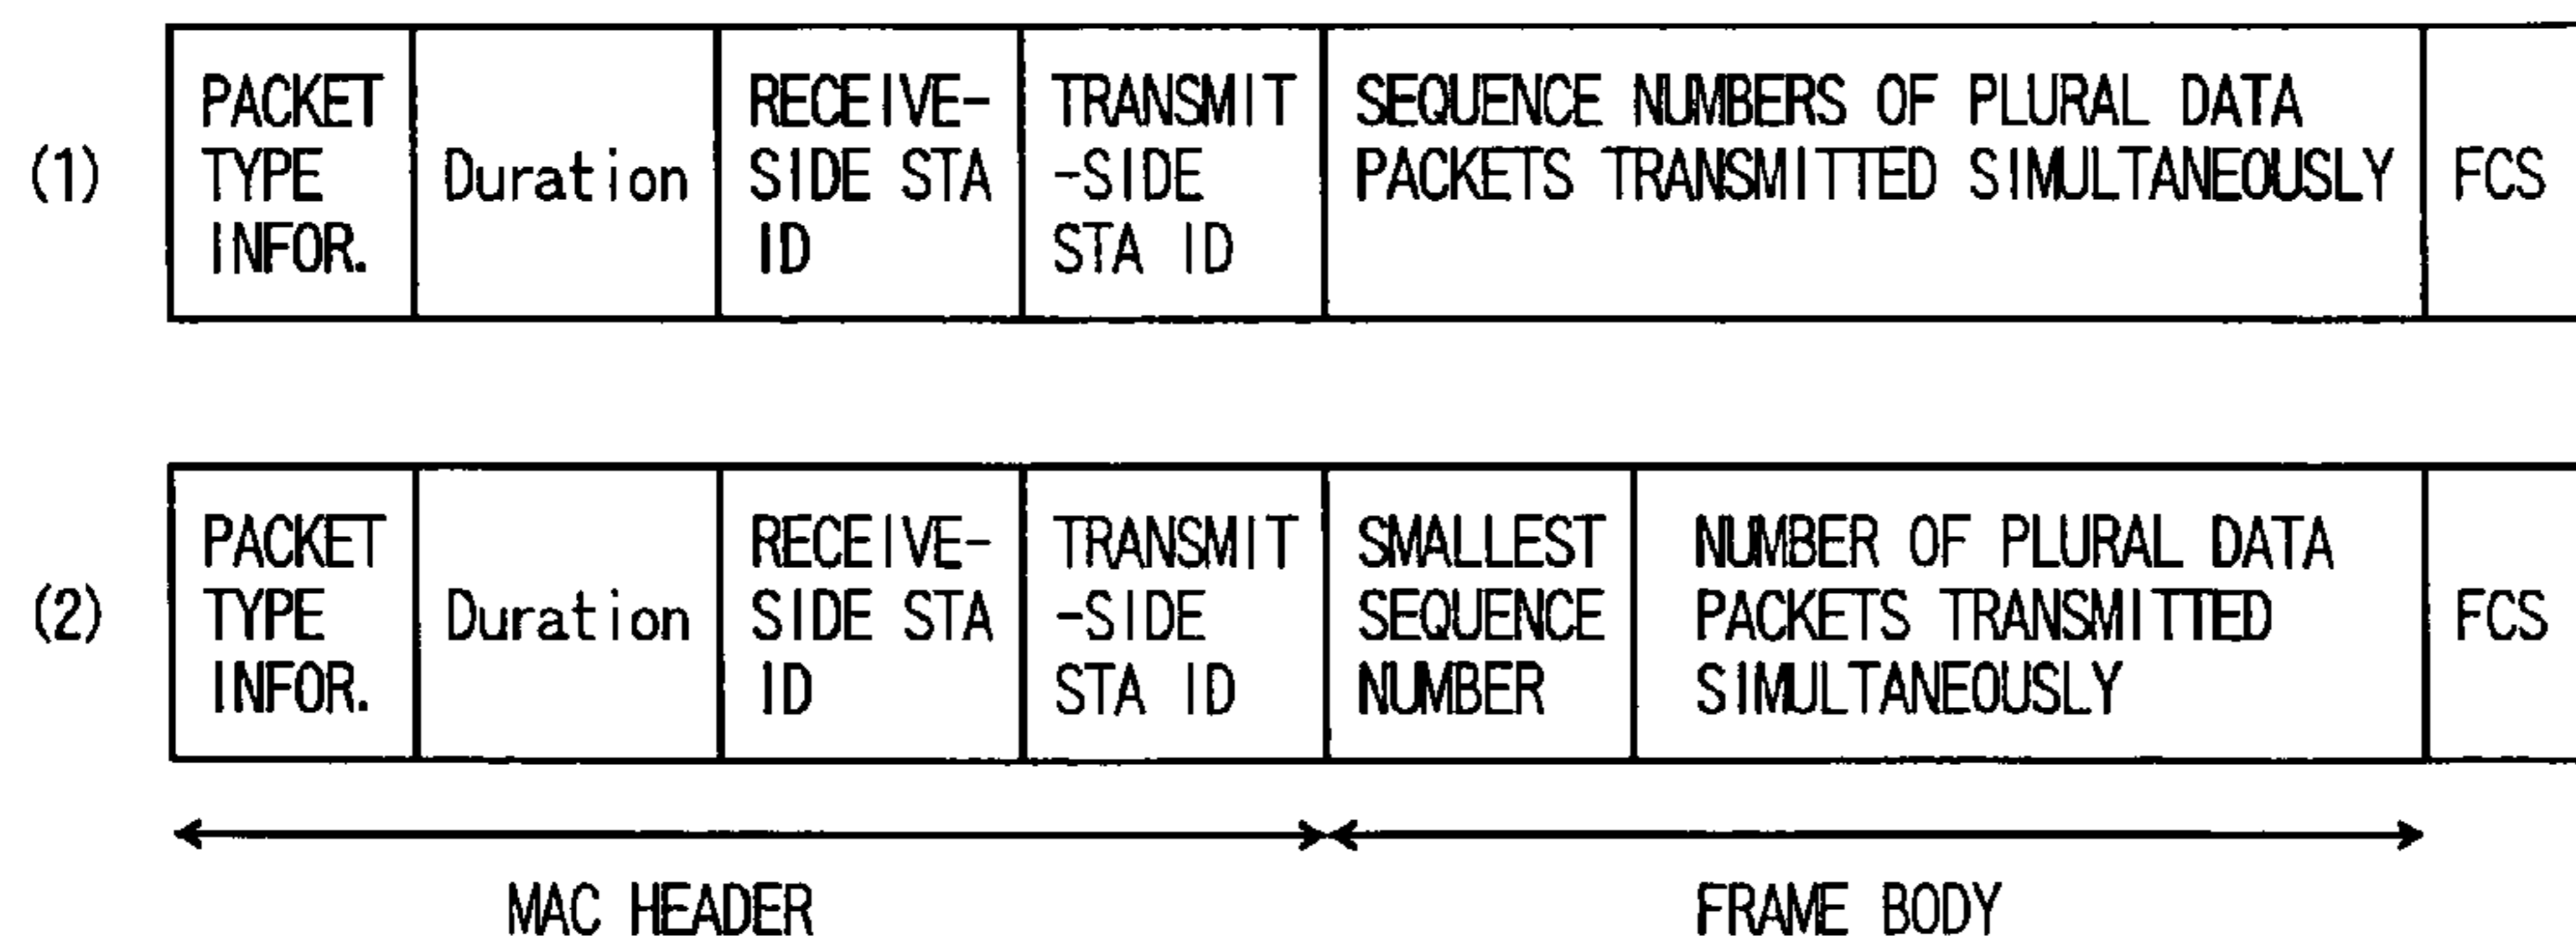 (1)
PACKET
TYPE
INFOR.
Duration
RECEIVE-
SIDE STA
ID
TRANSMIT
-SIDE
STA ID
SEQUENCE NUMBERS OF PLURAL DATA
PACKETS TRANSMITTED SIMULTANEOUSLY
FCS
(2)
PACKET
TYPE
INFOR.
Duration
RECEIVE-
SIDE STA
ID
TRANSMIT
-SIDE
STA ID
SMALLEST
SEQUENCE
NUMBER
NUMBER OF PLURAL DATA
PACKETS TRANSMITTED
SIMULTANEOUSLY
FCS
MAC HEADER
FRAME BODY